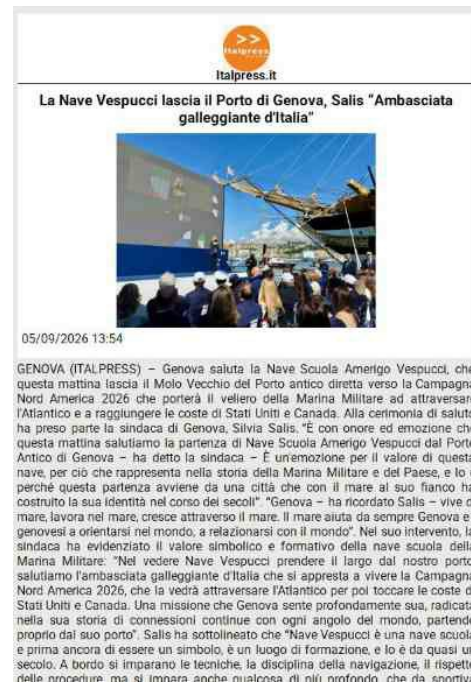 >>
Italpress
Italpress.it
La Nave Vespucci lascia il Porto di Genova, Salis “Ambasciata
galleggiante d'Italia”
05/09/2026 13:54
GENOVA (ITALPRESS) – Genova saluta la Nave Scuola Amerigo Vespucci, che
questa mattina lascia il Molo Vecchio del Porto antico diretta verso la Campagna
Nord America 2026 che porterà il veliero della Marina Militare ad attraversare
l'Atlantico e a raggiungere le coste di Stati Uniti e Canada. Alla cerimonia di saluto
ha preso parte la sindaca di Genova, Silvia Salis. “È con onore ed emozione che
questa mattina salutiamo la partenza di Nave Scuola Amerigo Vespucci dal Porto
Antico di Genova – ha detto la sindaca – È un'emozione per il valore di questa
nave, per ciò che rappresenta nella storia della Marina Militare e del Paese, e lo
perché questa partenza avviene da una città che con il mare al suo fianco ha
costruito la sua identità nel corso dei secoli”. “Genova – ha ricordato Salis – vive
mare, lavora nel mare, cresce attraverso il mare. Il mare aiuta da sempre Genova e
genovesi a orientarsi nel mondo, a relazionarsi con il mondo”. Nel suo intervento, la
sindaca ha evidenziato il valore simbolico e formativo della nave scuola della
Marina Militare: “Nel vedere Nave Vespucci prendere il largo dal nostro porto
salutiamo l'ambasciata galleggiante d'Italia che si appresta a vivere la Campagna
Nord America 2026, che la vedrà attraversare l'Atlantico per poi toccare le coste di
Stati Uniti e Canada. Una missione che Genova sente profondamente sua, radicata
nella sua storia di connessioni continue con ogni angolo del mondo, partendo
proprio dal suo porto”. Salis ha sottolineato che “Nave Vespucci è una nave scuola
e prima ancora di essere un simbolo, è un luogo di formazione, e lo è da quasi un
secolo. A bordo si imparano le tecniche, la disciplina della navigazione, il rispetto
delle procedure, ma si impara anche qualcosa di più profondo, che da sportiva